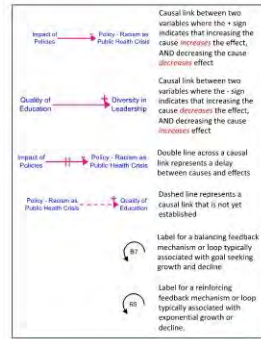 Impact of
Policies
+
Policy - Racism as
Public Health Crisis
Causal link between two
variables where the + sign
indicates that increasing the
cause increases the effect,
AND decreasing the cause
decreases effect
Quality of
Education
+
Diversity in
Leadership
Causal link between two
variables where the - sign
indicates that increasing the
cause decreases the effect,
AND decreasing the cause
increases effect
Impact of
Policies
+
Policy - Racism as
Public Health Crisis
Double line across a causal
link represents a delay
between causes and effects
Policy - Racism as
Public Health Crisis
+
Quality of
Education
Dashed line represents a
causal link that is not yet
established
Label for a balancing feedback
mechanism or loop typically
associated with goal seeking
growth and decline
Label for a reinforcing
feedback mechanism or loop
typically associated with
exponential growth or
decline.